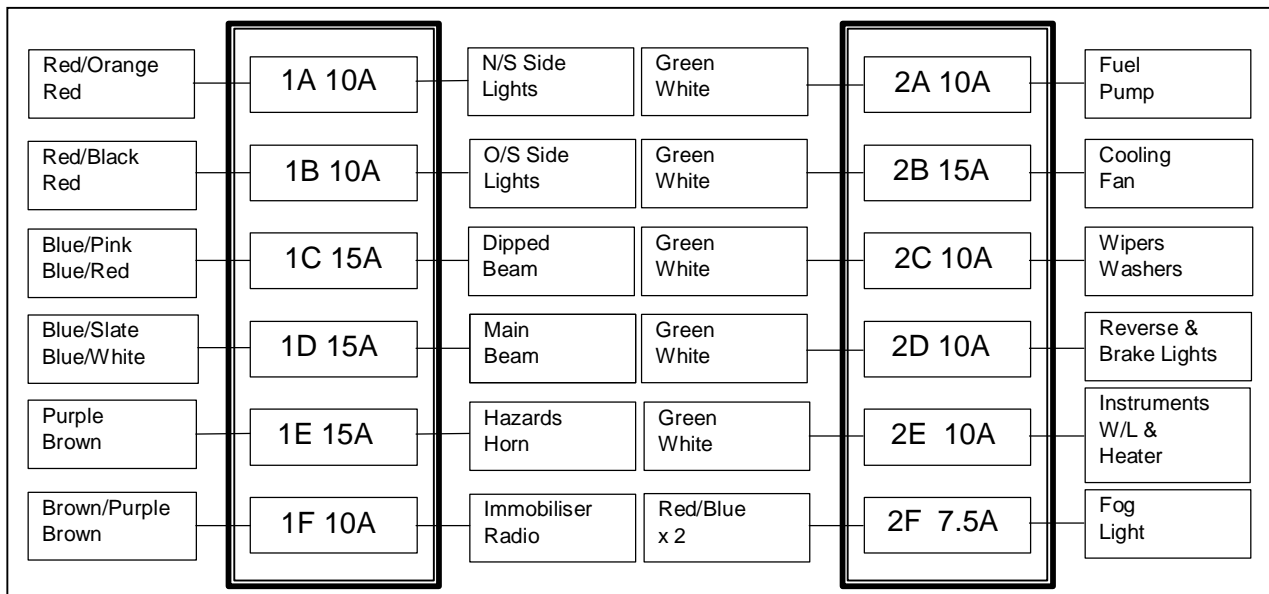 Red/Orange
Red
1A 10A
N/S Side
Lights
Green
White
2A 10A
Fuel
Pump
Red/Black
Red
1B 10A
O/S Side
Lights
Green
White
2B 15A
Cooling
Fan
Blue/Pink
Blue/Red
1C 15A
Dipped
Beam
Green
White
2C 10A
Wipers
Washers
Blue/Slate
Blue/White
1D 15A
Main
Beam
Green
White
2D 10A
Reverse &
Brake Lights
Purple
Brown
1E 15A
Hazards
Horn
Green
White
2E 10A
Instruments
W/L &
Heater
Brown/Purple
Brown
1F 10A
Immobiliser
Radio
Red/Blue
x 2
2F 7.5A
Fog
Light